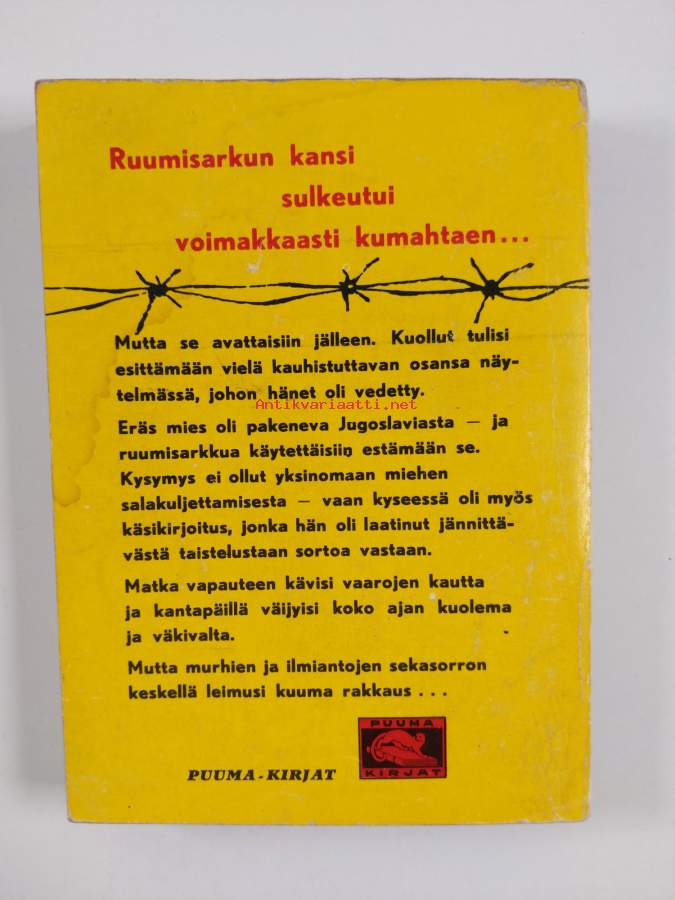 Ruumisarkun kansi
sulkeutui
voimakkaasti kumahtaen...
Mutta se avattaisiin jälleen. Kuollut tulisi
esittämään vielä kauhistuttavan osansa näy-
telmässä, johon hänet oli vedetty.
Antikvariaatti.net
Eräs mies oli pakeneva Jugoslaviasta – ja
ruumisarkkua käytettäisiin estämään se.
Kysymys ei ollut yksinomaan miehen
salakuljettamisesta – vaan kyseessä oli myös
käsikirjoitus, jonka hän oli laatinut jännittä-
västä taistelustaan sortoa vastaan.
Matka vapauteen kävisi vaarojen kautta
ja kantapäillä väijyisi koko ajan kuolema
ja väkivalta.
Mutta murhien ja ilmiantojen sekasorron
keskellä leimusi kuuma rakkaus...
PUUMA
KIRJAT
PUUMA-KIRJAT